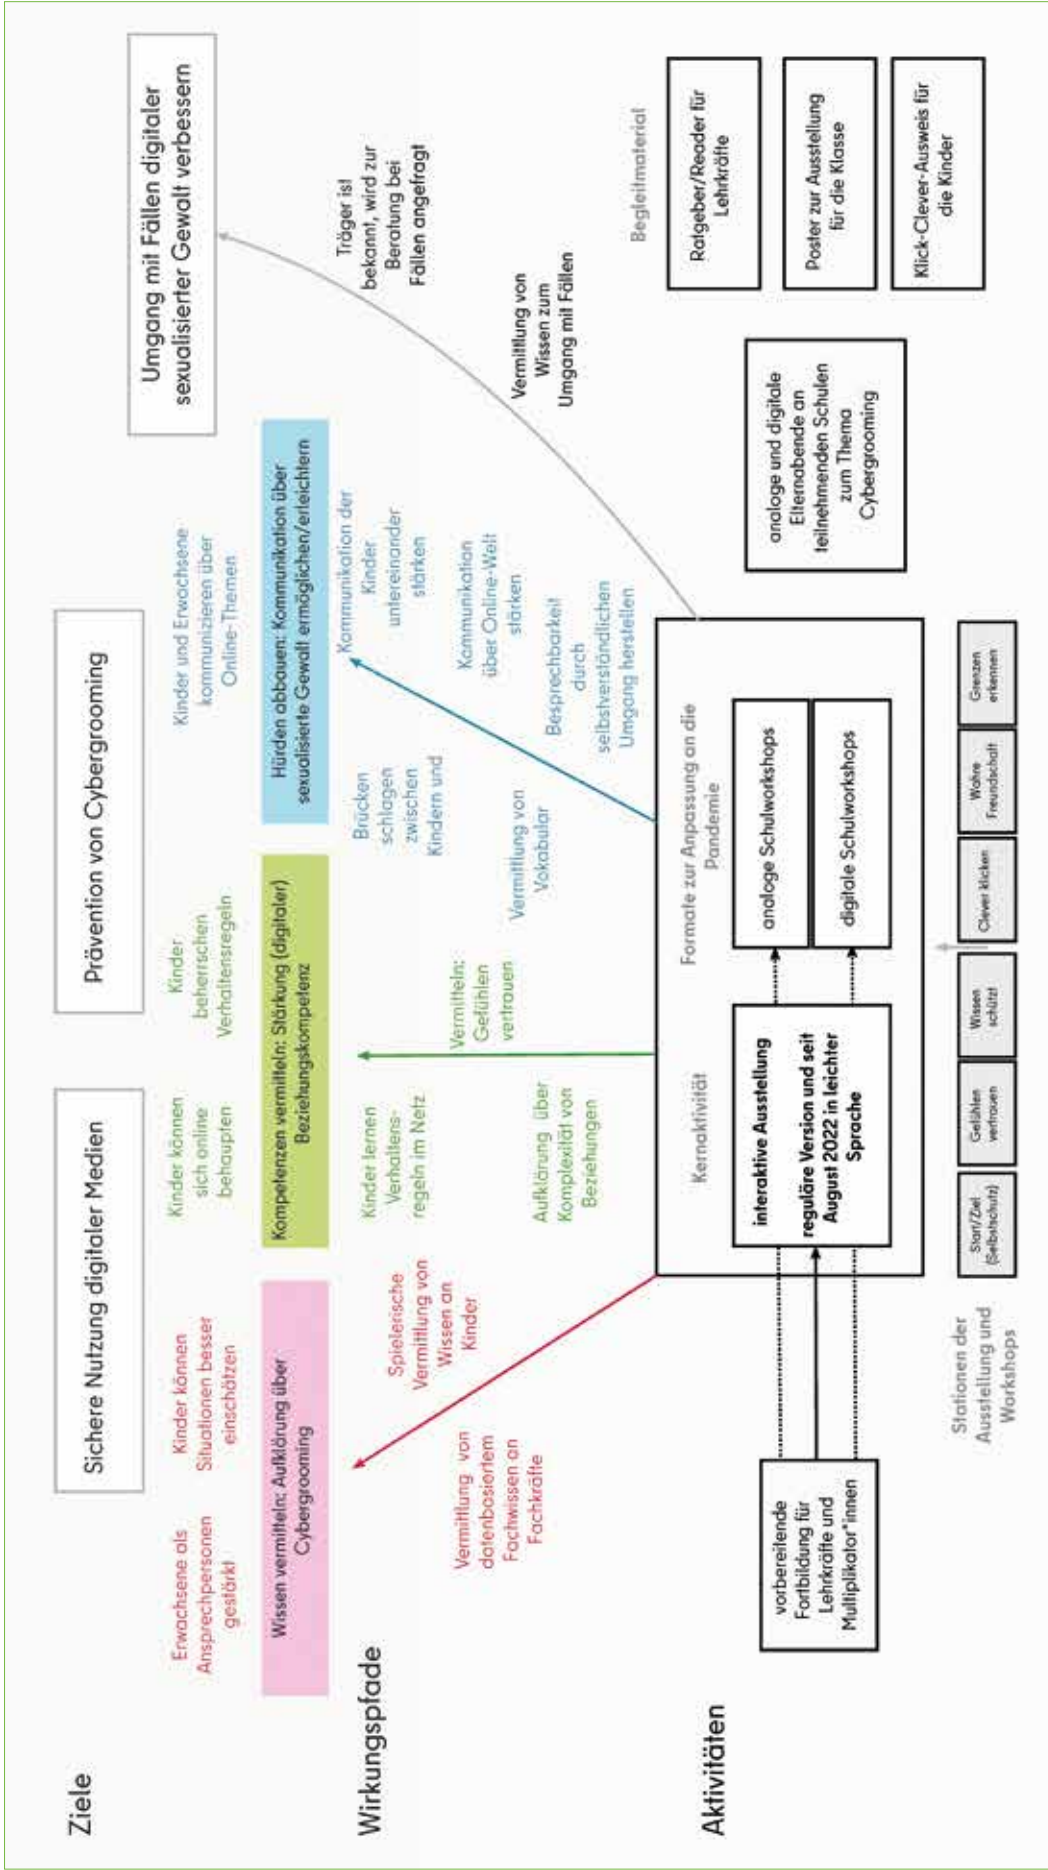 Ziele
Sichere Nutzung digitaler Medien
Prävention von Cybergrooming
Umgang mit Fällen digitaler
sexualisierter Gewalt verbessern
Erwachsene als
Ansprechpersonen
gestärkt
Kinder können
Situationen besser
einschätzen
Kinder können
sich online
behaupten
Kinder
beherrschen
Verhaltensregeln
Kinder und Erwachsene
kommunizieren über
Online-Themen
Wissen vermitteln: Aufklärung über
Cybergrooming
Kompetenzen vermitteln: Stärkung (digitaler)
Beziehungskompetenz
Hürden abbauen: Kommunikation über
sexualisierte Gewalt ermöglichen/erleichtern
Wirkungspfade
Spielerische
Vermittlung von
Wissen an
Kinder
Vermittlung von
datenbasiertem
Fachwissen an
Fachkräfte
Kinder lernen
Verhaltens-
regeln im Netz
Vermitteln:
Gefühlen
vertrauen
Aufklärung über
Komplexität von
Beziehungen
Brücken
schlagen
zwischen
Kindern und
Vermittlung von
Vokabular
Kommunikation der
Kinder
untereinander
stärken
Kommunikation
über Online-Welt
stärken
Besprechbarkeit
durch
selbstverständlichen
Umgang herstellen
Träger ist
bekannt, wird zur
Beratung bei
Fällen angefragt
Vermittlung von
Wissen zum
Umgang mit Fällen
Aktivitäten
vorbereitende
Fortbildung für
Lehrkräfte und
Multiplikator*innen
Kernaktivität
interaktive Ausstellung
reguläre Version und seit
August 2022 in leichter
Sprache
Formate zur Anpassung an die
Pandemie
analoge Schulworkshops
digitale Schulworkshops
analoge und digitale
Elternabende an
teilnehmenden Schulen
zum Thema
Cybergrooming
Begleitmaterial
Ratgeber/Reader für
Lehrkräfte
Poster zur Ausstellung
für die Klasse
Klick-Clever-Ausweis für
die Kinder
Stationen der
Ausstellung und
Workshops
Start/Ziel
(Selbstschutz)
Gefühlen
vertrauen
Wissen
schützt
Clever klicken
Wahre
Freundschaft
Grenzen
erkennen